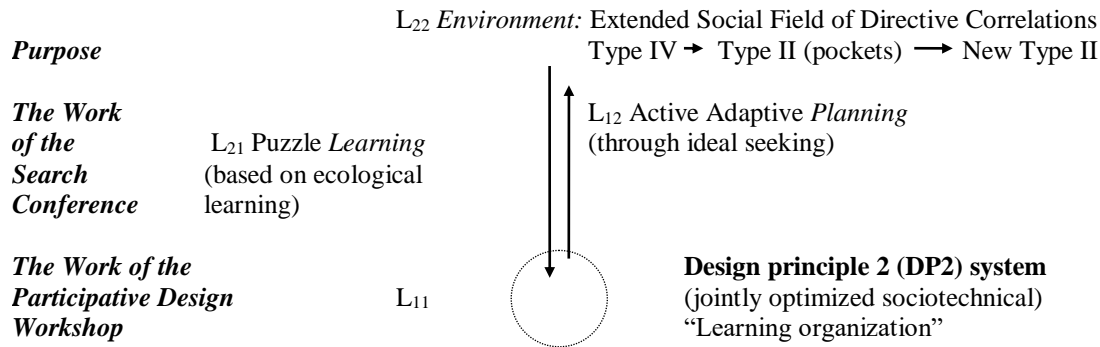 L22 Environment: Extended Social Field of Directive Correlations
Purpose Type IV → Type II (pockets) → New Type II
The Work L12 Active Adaptive Planning
of the L21 Puzzle Learning (through ideal seeking)
Search (based on ecological
Conference learning)
The Work of the Design principle 2 (DP2) system
Participative Design L11 (jointly optimized sociotechnical)
Workshop “Learning organization”